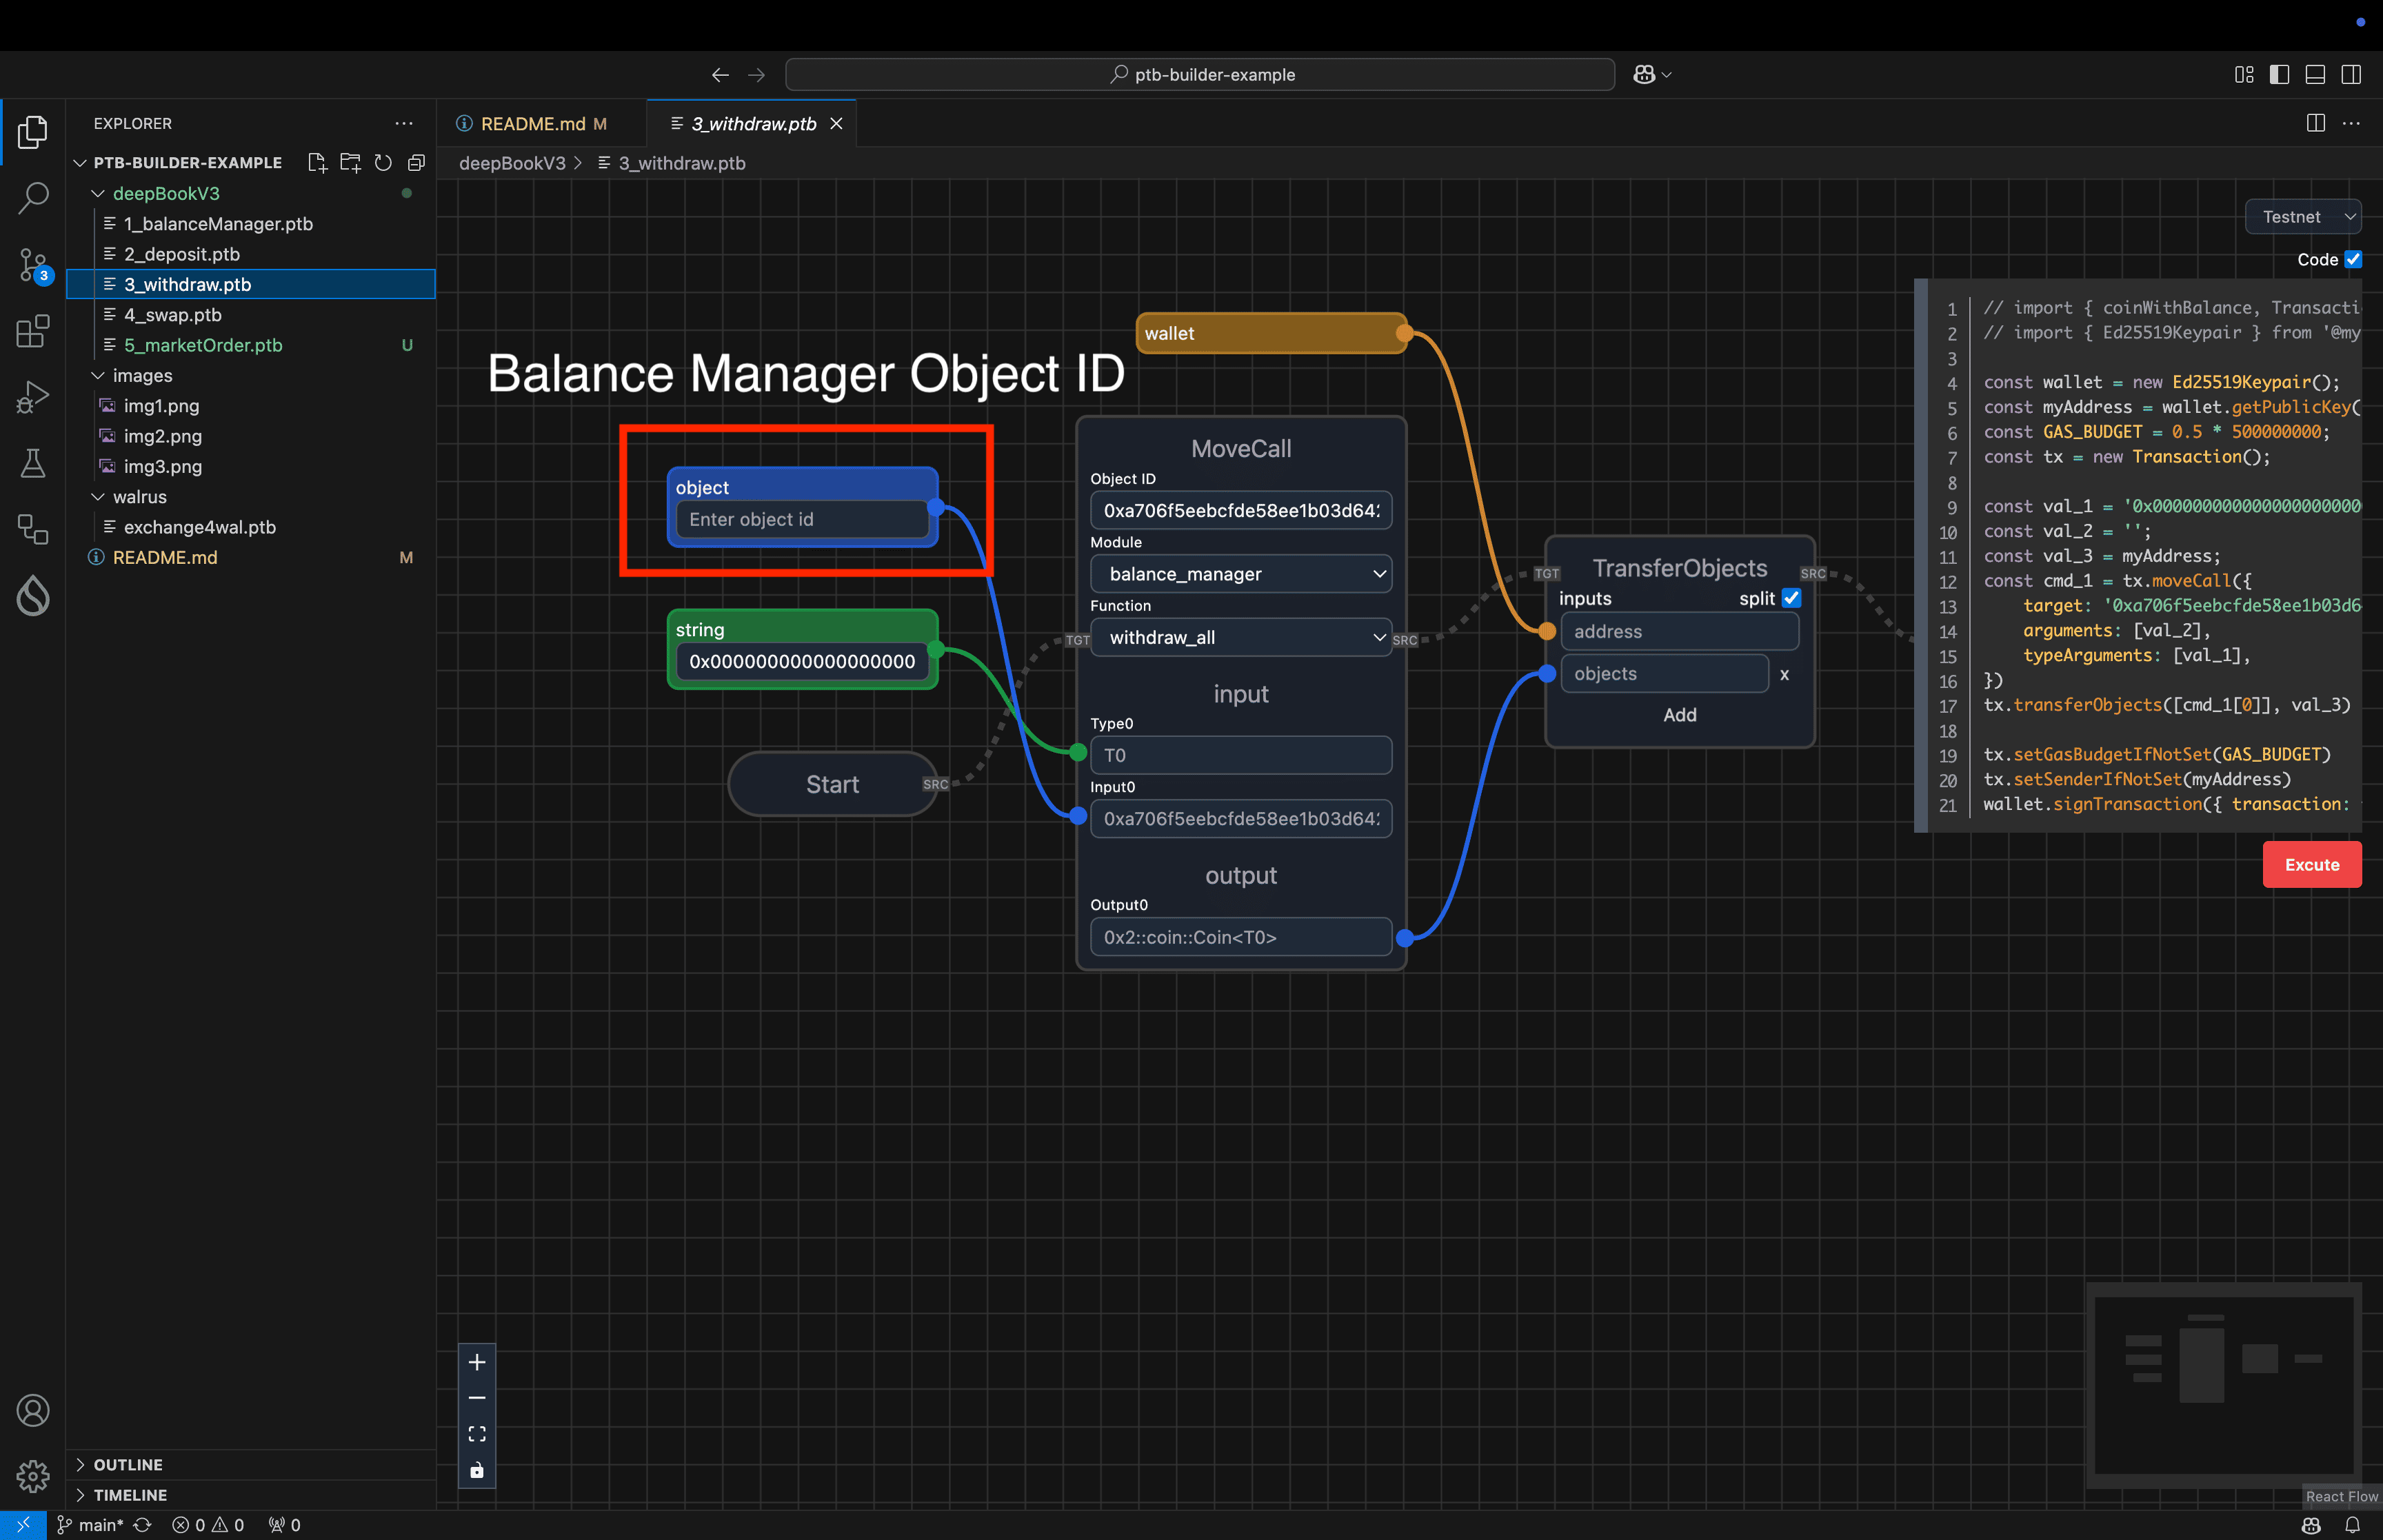 ptb-builder-example
EXPLORER
PTB-BUILDER-EXAMPLE
deepBookV3
1_balanceManager.ptb
2_deposit.ptb
3_withdraw.ptb
4_swap.ptb
5_marketOrder.ptb U
images
img1.png
img2.png
img3.png
walrus
exchange4wal.ptb
README.md M
OUTLINE
TIMELINE
3
README.md M
3_withdraw.ptb
deepBookV3 > 3_withdraw.ptb
Balance Manager Object ID
object
Enter object id
string
0x000000000000000000
Start SRC
wallet
MoveCall
Object ID
0xa706f5eebcfde58ee1b03d642
Module
balance_manager
Function
TGT withdraw_all SRC
input
Type0
T0
Input0
0xa706f5eebcfde58ee1b03d642
output
Output0
0x2::coin::Coin<T0>
TGT TransferObjects SRC
inputs split
address
objects x
Add
Testnet
Code
1 // import { coinWithBalance, Transacti
2 // import { Ed25519Keypair } from '@my
3
4 const wallet = new Ed25519Keypair();
5 const myAddress = wallet.getPublicKey(
6 const GAS_BUDGET = 0.5 * 500000000;
7 const tx = new Transaction();
8
9 const val_1 = '0x0000000000000000000000
10 const val_2 = '';
11 const val_3 = myAddress;
12 const cmd_1 = tx.moveCall({
13 target: '0xa706f5eebcfde58ee1b03d6
14 arguments: [val_2],
15 typeArguments: [val_1],
16 })
17 tx.transferObjects([cmd_1[0]], val_3)
18
19 tx.setGasBudgetIfNotSet(GAS_BUDGET)
20 tx.setSenderIfNotSet(myAddress)
21 wallet.signTransaction({ transaction:
Excute
React Flow
main* 0 0 0